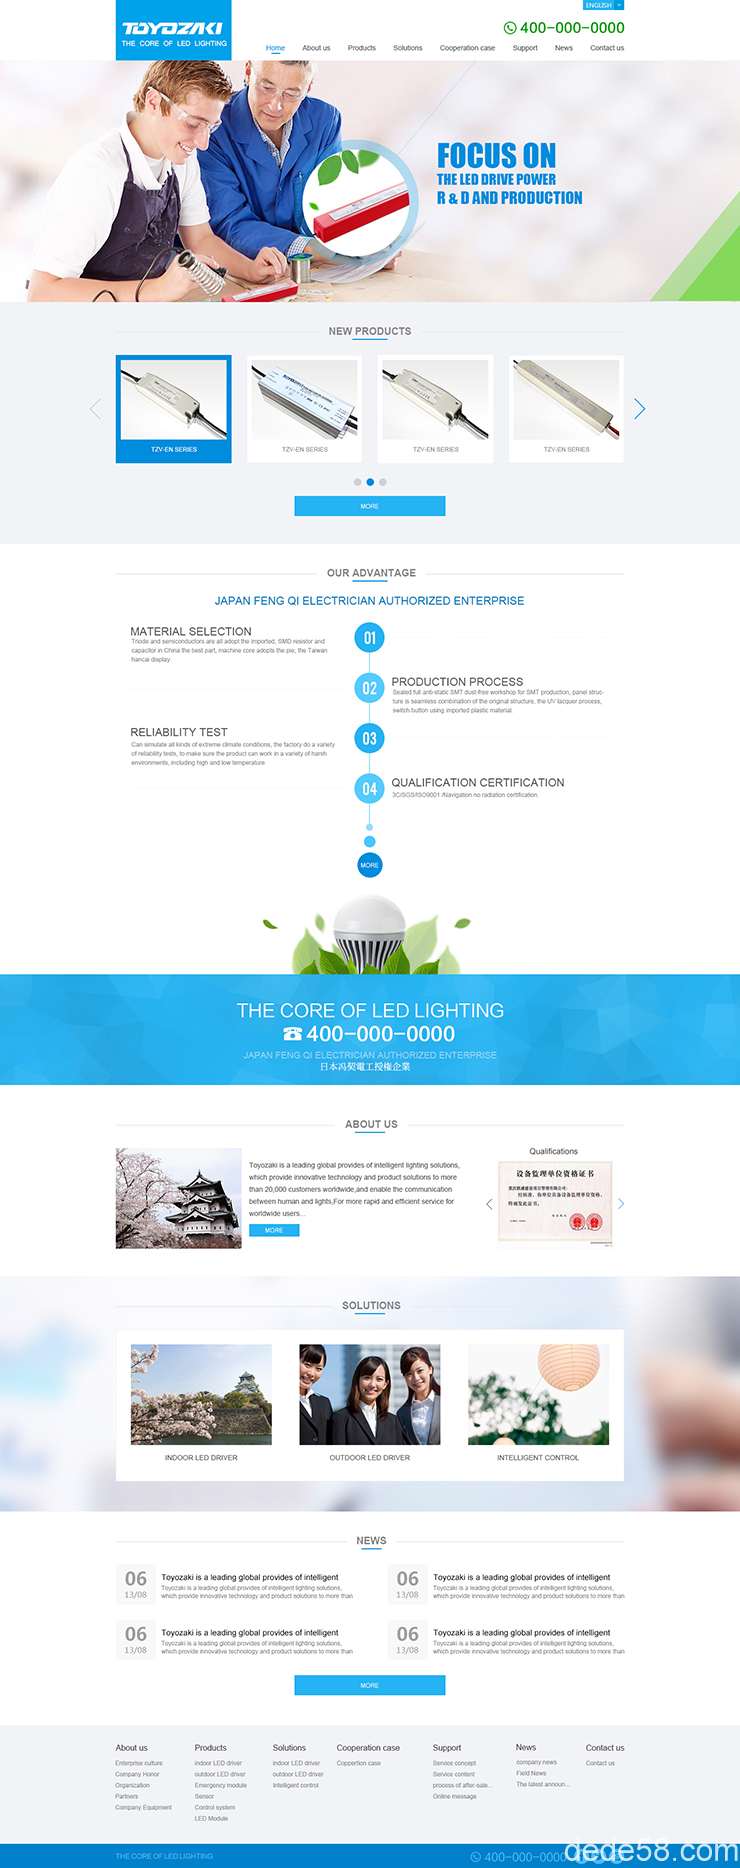 ENGLISH
TOYOZAKI
THE CORE OF LED LIGHTING
400-000-0000
Home About us Products Solutions Cooperation case Support News Contact us
FOCUS ON
THE LED DRIVE POWER
R & D AND PRODUCTION
NEW PRODUCTS
TZV-EN SERIES TZV-EN SERIES TZV-EN SERIES TZV-EN SERIES
MORE
OUR ADVANTAGE
JAPAN FENG QI ELECTRICIAN AUTHORIZED ENTERPRISE
01
MATERIAL SELECTION
Triode and semiconductors are all adopt the imported, SMD resistor and
capacitor in China the best part, machine core adopts the pie, the Taiwan
hancai display
02
PRODUCTION PROCESS
Sealed full anti-static SMT dust-free workshop for SMT production, panel struc-
ture is seamless combination of the original structure, the UV lacquer process,
switch button using imported plastic material
03
RELIABILITY TEST
Can simulate all kinds of extreme climate conditions, the factory do a variety
of reliability tests, to make sure the product can work in a variety of harsh
environments, including high and low temperature.
04
QUALIFICATION CERTIFICATION
3C/SGS/ISO9001 /Navigation no radiation certification.
MORE
THE CORE OF LED LIGHTING
400-000-0000
JAPAN FENG QI ELECTRICIAN AUTHORIZED ENTERPRISE
日本冯契電工授権企業
ABOUT US
Toyozaki is a leading global provides of intelligent lighting solutions,
which provide innovative technology and product solutions to more
than 20,000 customers worldwide,and enable the communication
between human and lights,For more rapid and efficient service for
worldwide users...
MORE
Qualifications
设备监理单位资格证书
SOLUTIONS
INDOOR LED DRIVER OUTDOOR LED DRIVER INTELLIGENT CONTROL
NEWS
06
13/08
Toyozaki is a leading global provides of intelligent
Toyozaki is a leading global provides of intelligent lighting solutions,
which provide innovative technology and product solutions to more than
06
13/08
Toyozaki is a leading global provides of intelligent
Toyozaki is a leading global provides of intelligent lighting solutions,
which provide innovative technology and product solutions to more than
06
13/08
Toyozaki is a leading global provides of intelligent
Toyozaki is a leading global provides of intelligent lighting solutions,
which provide innovative technology and product solutions to more than
06
13/08
Toyozaki is a leading global provides of intelligent
Toyozaki is a leading global provides of intelligent lighting solutions,
which provide innovative technology and product solutions to more than
MORE
About us
Enterprise culture
Company Honor
Organization
Partners
Company Equipment
Products
indoor LED driver
outdoor LED driver
Emergency module
Sensor
Control system
LED Module
Solutions
indoor LED driver
outdoor LED driver
Intelligent control
Cooperation case
Coppertion case
Support
Service concept
Service content
process of after-sale...
Online message
News
company news
Field News
The latest announ...
Contact us
Contact us
THE CORE OF LED LIGHTING
400-000-0000
dede58.com